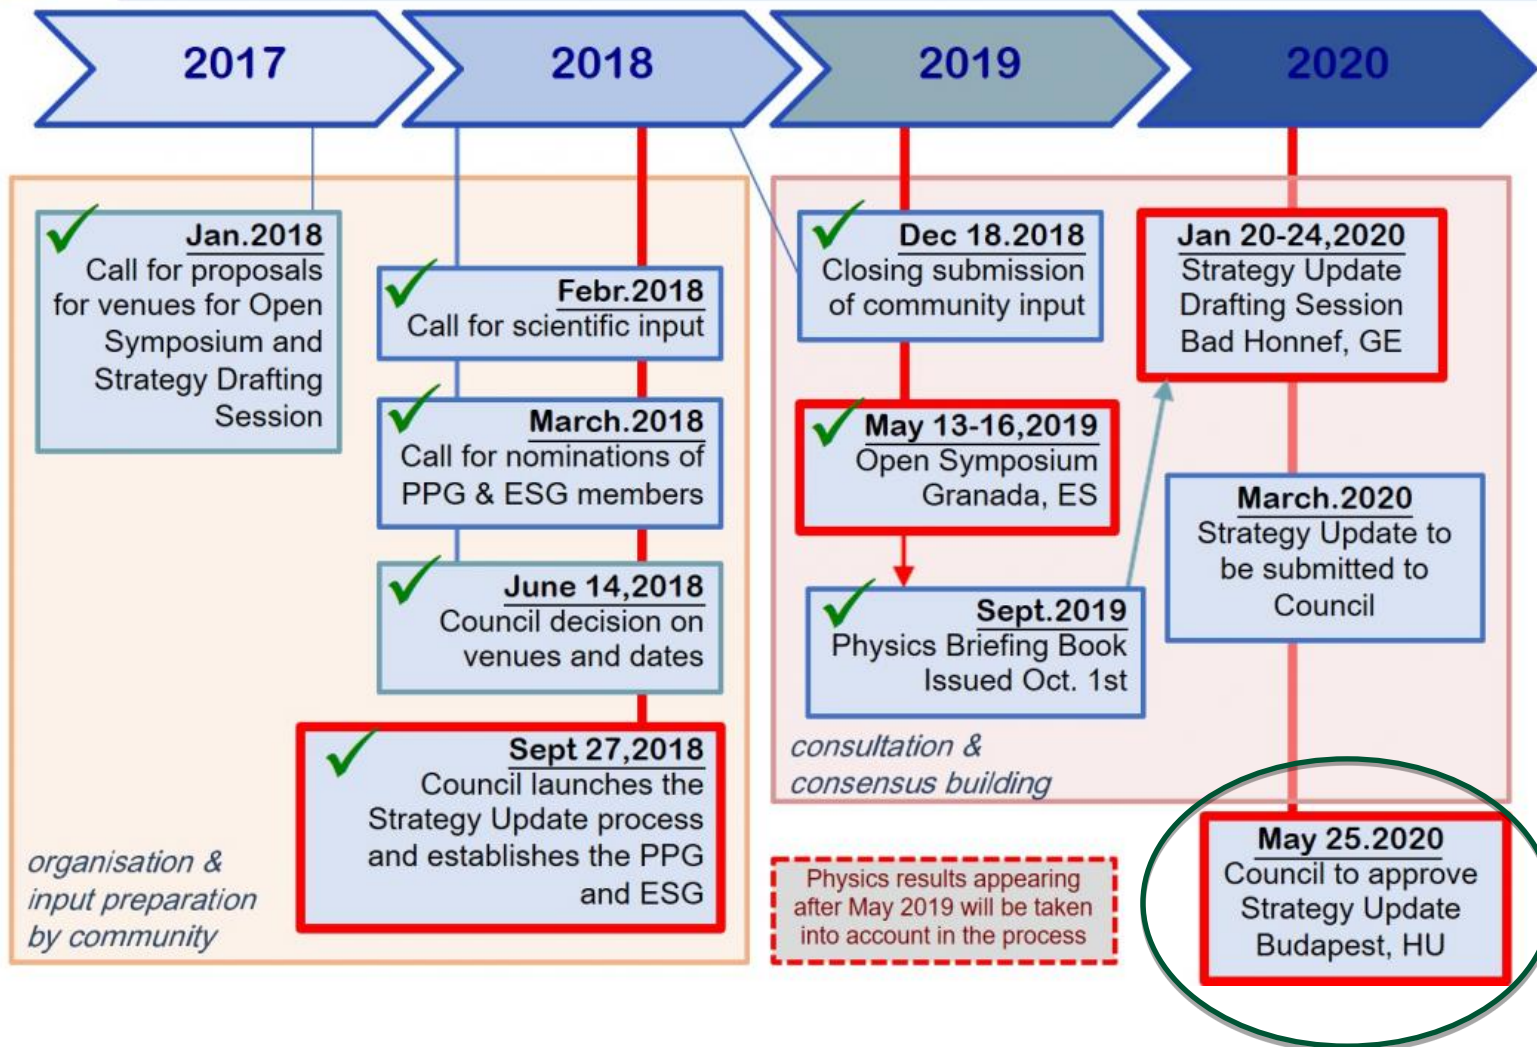 2017
2018
2019
2020
Jan.2018
Call for proposals
for venues for Open
Symposium and
Strategy Drafting
Session
Febr.2018
Call for scientific input
March.2018
Call for nominations of
PPG & ESG members
June 14,2018
Council decision on
venues and dates
Sept 27,2018
Council launches the
Strategy Update process
and establishes the PPG
and ESG
organisation &
input preparation
by community
Dec 18.2018
Closing submission
of community input
May 13-16,2019
Open Symposium
Granada, ES
Sept.2019
Physics Briefing Book
Issued Oct. 1st
consultation &
consensus building
Physics results appearing
after May 2019 will be taken
into account in the process
Jan 20-24,2020
Strategy Update
Drafting Session
Bad Honnef, GE
March.2020
Strategy Update to
be submitted to
Council
May 25.2020
Council to approve
Strategy Update
Budapest, HU